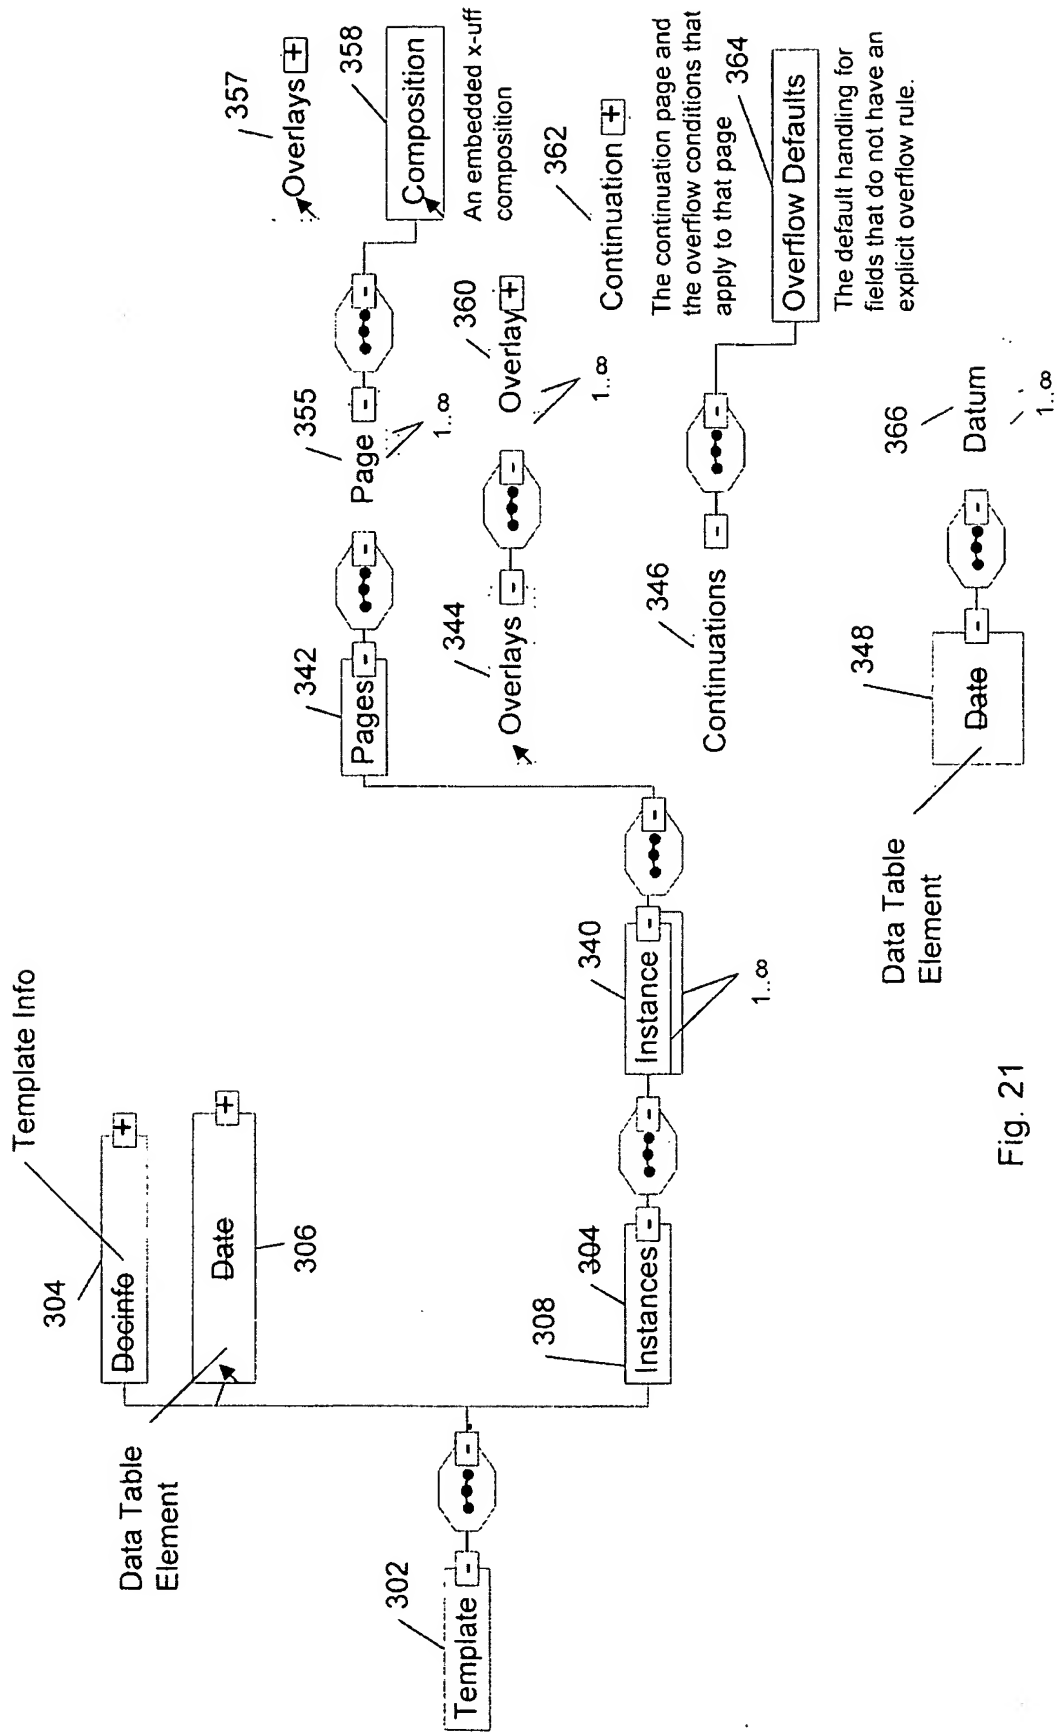 Template Info
304
Docinfo
+
Data Table
Element
Date
+
306
302
Template
-
-
308
304
Instances
-
-
340
Instance
-
1..∞
-
342
Pages
-
-
355
Page
-
1..∞
-
357
Overlays
+
358
Composition
An embedded x-uff
composition
344
Overlays
-
-
360
Overlay
+
1..∞
346
Continuations
-
-
362
Continuation
+
The continuation page and
the overflow conditions that
apply to that page
364
Overflow Defaults
The default handling for
fields that do not have an
explicit overflow rule.
Data Table
Element
348
Date
-
-
366
Datum
1..∞
Fig. 21